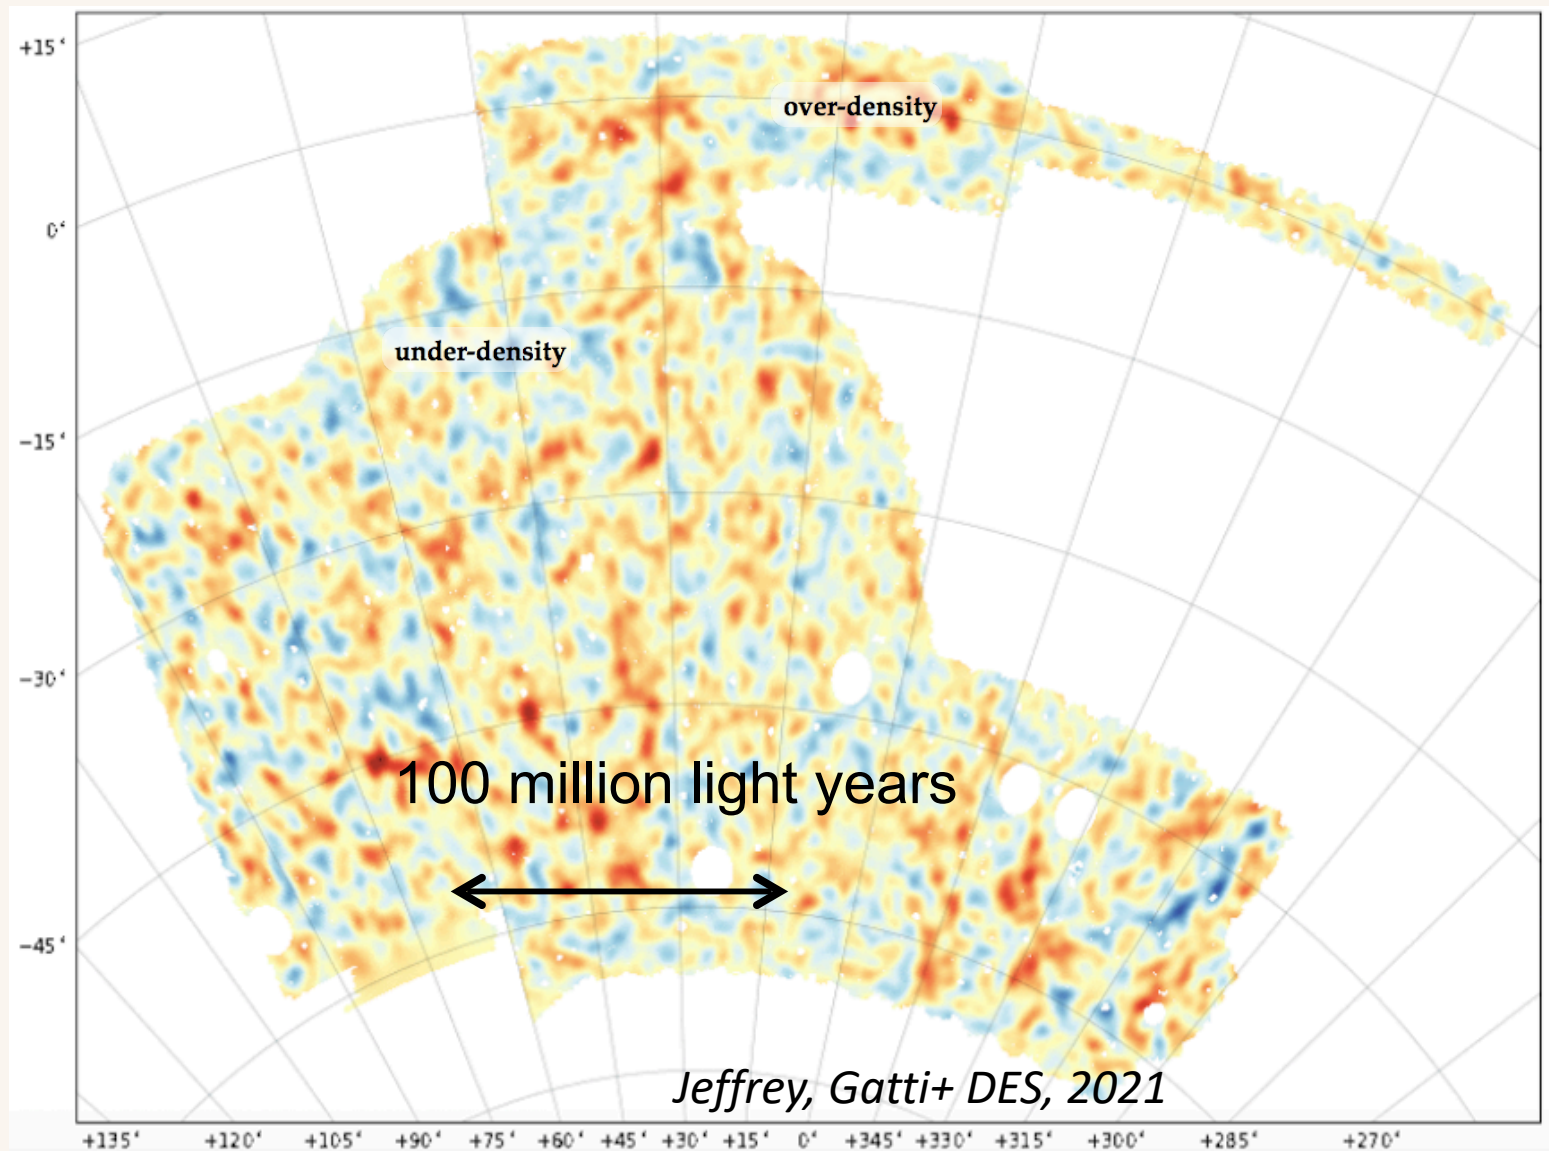 +15‘
over-density
0‘
under-density
−15‘
−30‘
100 million light years
−45‘
Jeffrey, Gatti+ DES, 2021
+135‘ +120‘ +105‘ +90‘ +75‘ +60‘ +45‘ +30‘ +15‘ 0‘ +345‘ +330‘ +315‘ +300‘ +285‘ +270‘